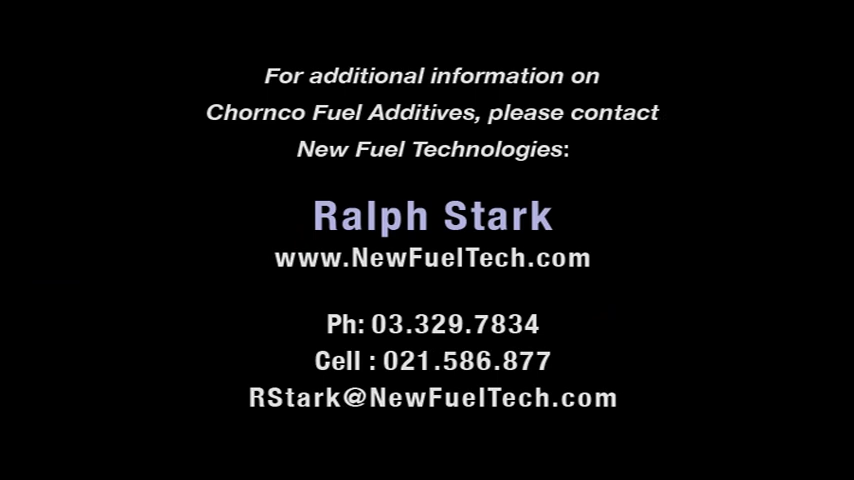 For additional information on
Chornco Fuel Additives, please contact
New Fuel Technologies:
Ralph Stark
www.NewFuelTech.com
Ph: 03.329.7834
Cell : 021.586.877
RStark@NewFuelTech.com